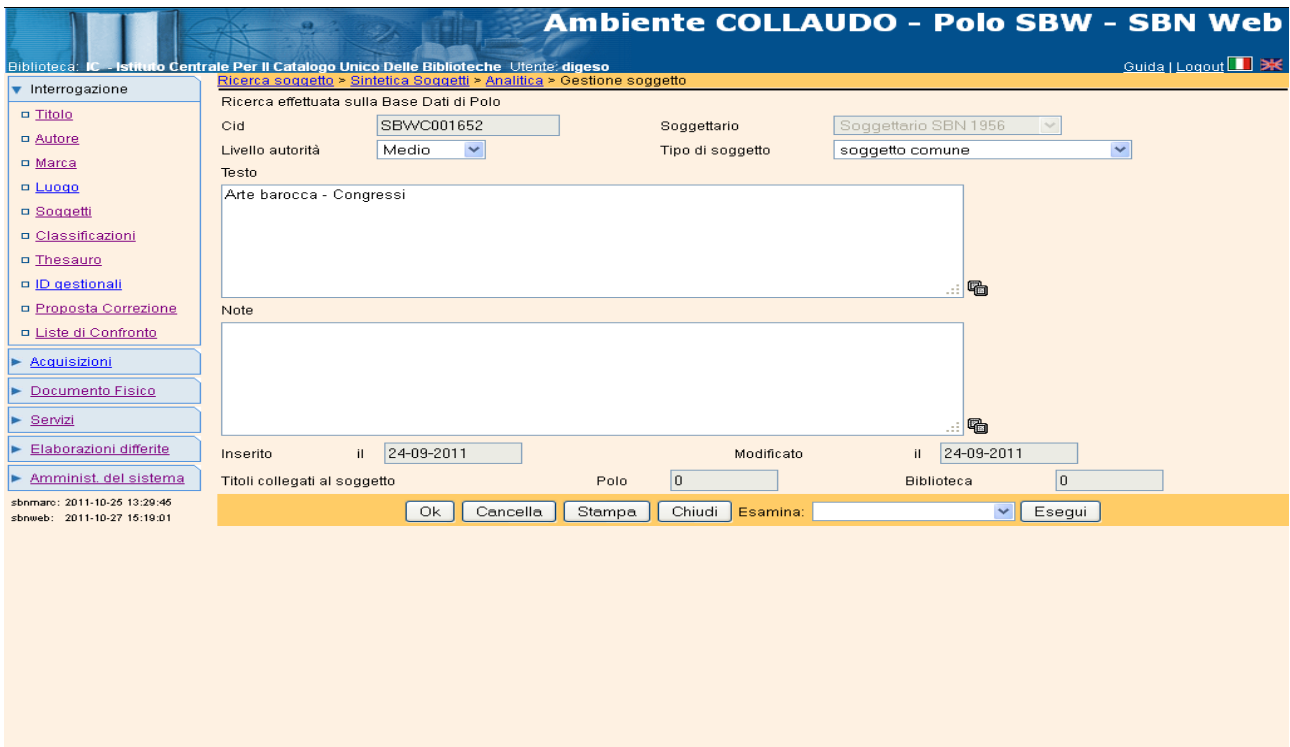 Ambiente COLLAUDO - Polo SBW - SBN Web
Biblioteca: IC - Istituto Centrale Per Il Catalogo Unico Delle Biblioteche Utente: digeso
Guida | Logout
Ricerca soggetto > Sintetica Soggetti > Analitica > Gestione soggetto
Interrogazione
Titolo
Autore
Marca
Luogo
Soggetti
Classificazioni
Thesauro
ID gestionali
Proposta Correzione
Liste di Confronto
Acquisizioni
Documento Fisico
Servizi
Elaborazioni differite
Amminist. del sistema
sbnmarc: 2011-10-25 13:29:45
sbnweb: 2011-10-27 15:19:01
Ricerca effettuata sulla Base Dati di Polo
Cid SBWC001652 Soggettario Soggettario SBN 1956
Livello autorità Medio Tipo di soggetto soggetto comune
Testo
Arte barocca - Congressi
Note
Inserito il 24-09-2011 Modificato il 24-09-2011
Titoli collegati al soggetto Polo 0 Biblioteca 0
Ok Cancella Stampa Chiudi Esamina: Esegui